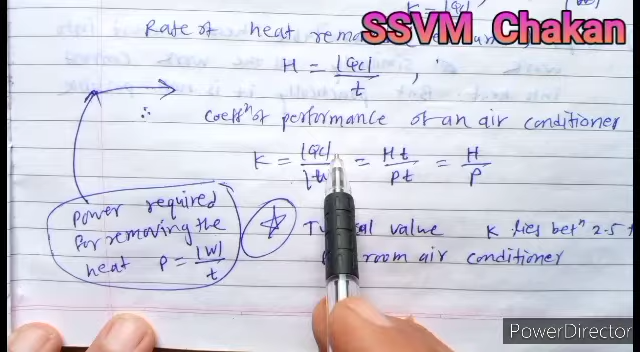 SSVM Chakan
Rate of heat
H = |Qc| / t ,
∴ coeffⁿ of performance of an air conditioner
K = |Qc| / = Ht / Pt = H / P
power required
for removing the
heat P = |W| / t
value K lies betⁿ 2.5
room air conditioner
PowerDirector